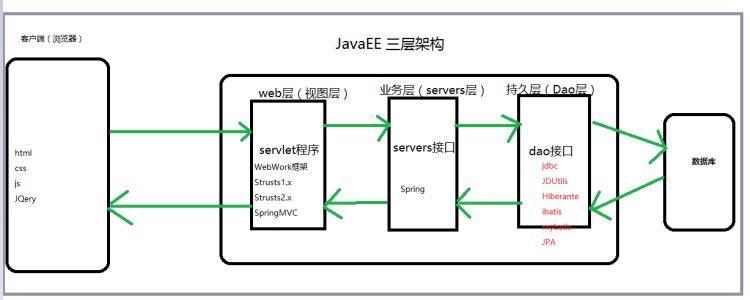 JavaEE 三层架构
客户端（浏览器）
html
css
js
JQery
web层（视图层）
servlet程序
WebWork框架
Strusts1.x
Strusts2.x
SpringMVC
业务层（servers层）
servers接口
Spring
持久层（Dao层）
dao接口
jdbc
JDUtils
Hiberante
ibatis
mybatis
JPA
数据库